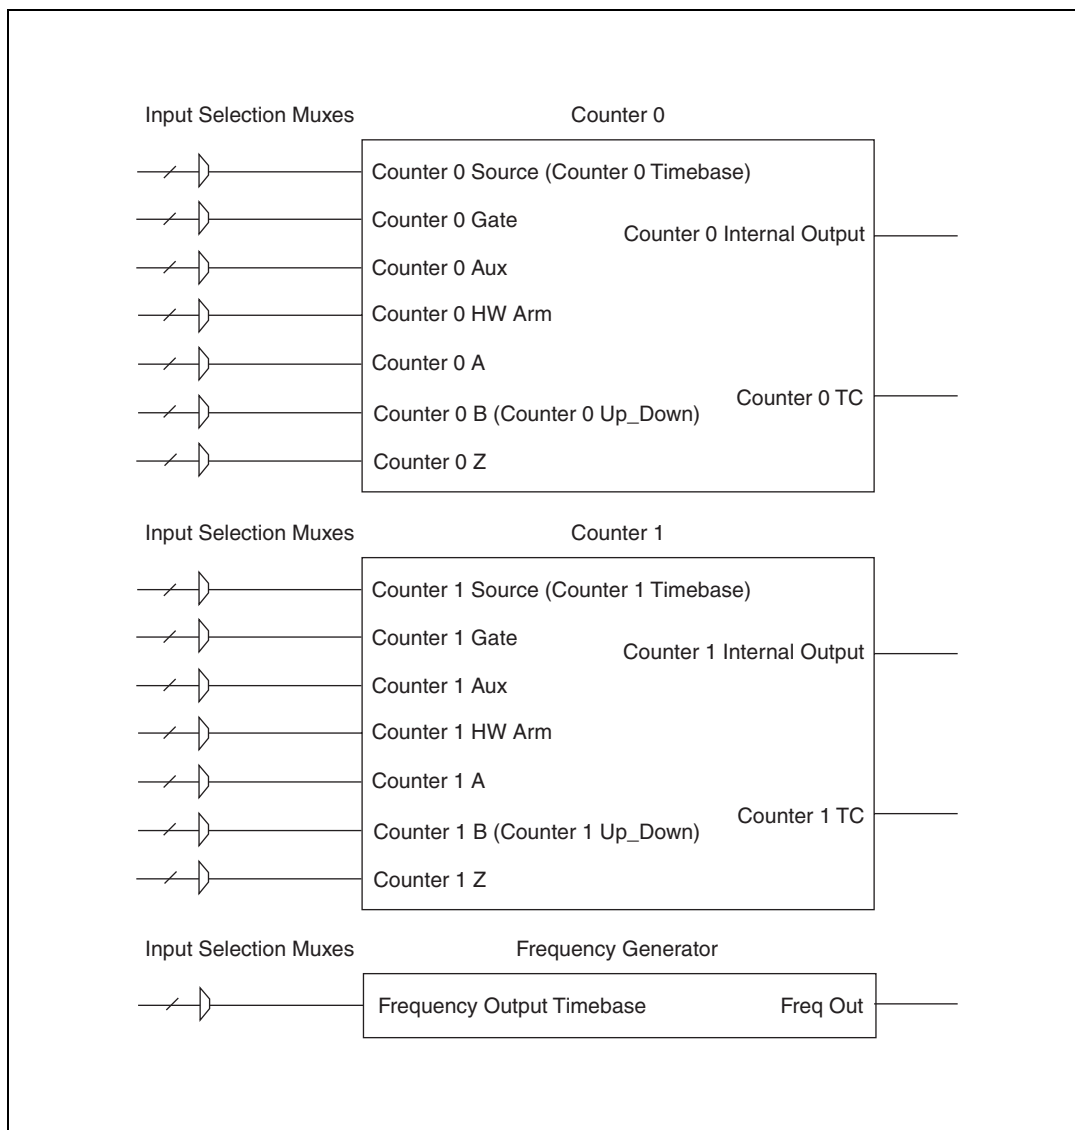 Input Selection Muxes
Counter 0
Counter 0 Source (Counter 0 Timebase)
Counter 0 Gate
Counter 0 Internal Output
Counter 0 Aux
Counter 0 HW Arm
Counter 0 A
Counter 0 TC
Counter 0 B (Counter 0 Up_Down)
Counter 0 Z
Input Selection Muxes
Counter 1
Counter 1 Source (Counter 1 Timebase)
Counter 1 Gate
Counter 1 Internal Output
Counter 1 Aux
Counter 1 HW Arm
Counter 1 A
Counter 1 TC
Counter 1 B (Counter 1 Up_Down)
Counter 1 Z
Input Selection Muxes
Frequency Generator
Frequency Output Timebase
Freq Out